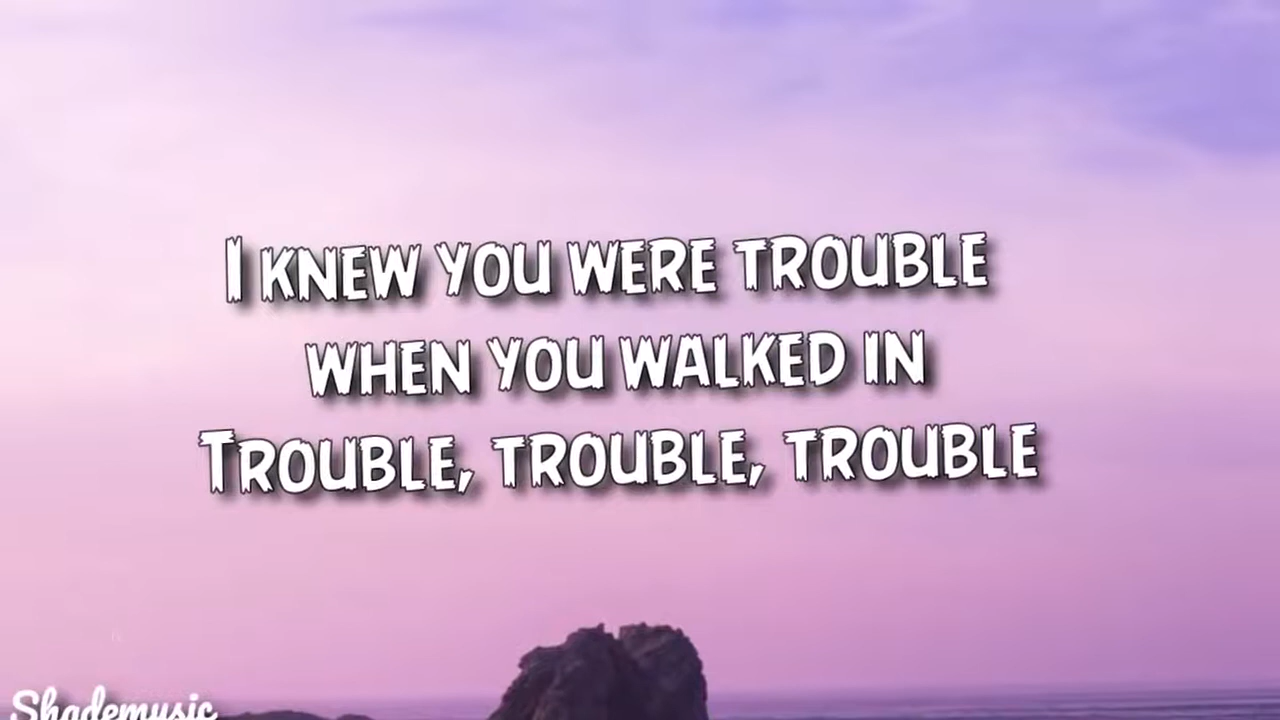 I KNEW YOU WERE TROUBLE
WHEN YOU WALKED IN
TROUBLE, TROUBLE, TROUBLE
Shademusic